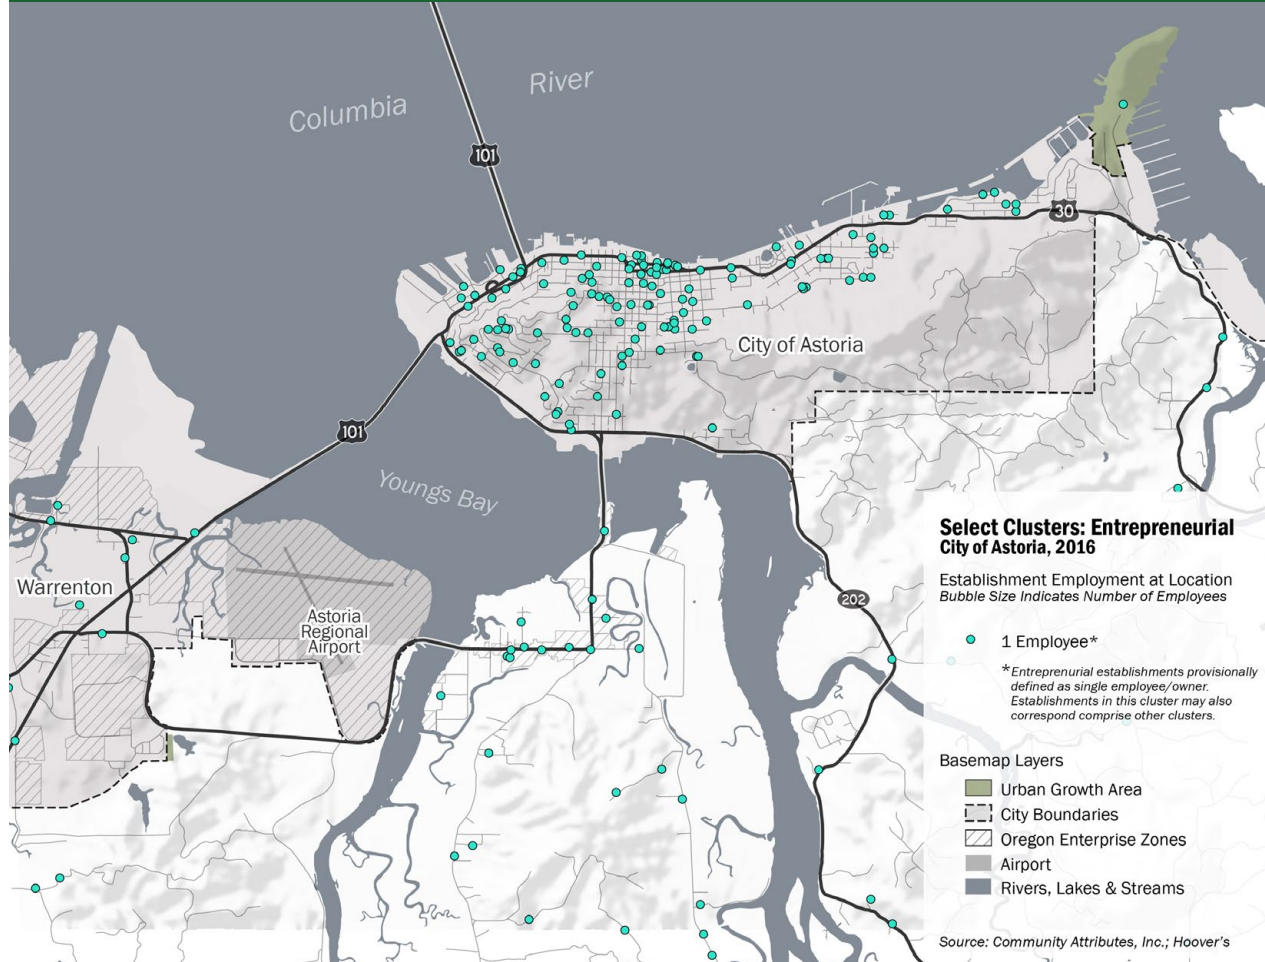 Columbia
River
101
30
City of Astoria
101
Youngs Bay
Warrenton
Astoria
Regional
Airport
202
Select Clusters: Entrepreneurial
City of Astoria, 2016
Establishment Employment at Location
Bubble Size Indicates Number of Employees
1 Employee*
*Entreprenurial establishments provisionally
defined as single employee/owner.
Establishments in this cluster may also
correspond comprise other clusters.
Basemap Layers
Urban Growth Area
City Boundaries
Oregon Enterprise Zones
Airport
Rivers, Lakes & Streams
Source: Community Attributes, Inc.; Hoover's